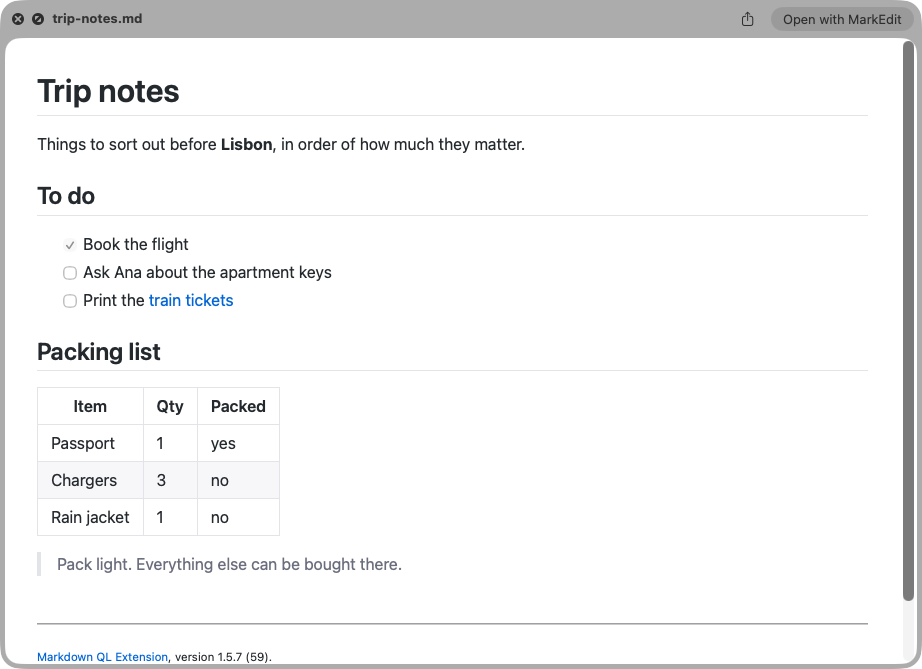 trip-notes.md
Open with MarkEdit
Trip notes
Things to sort out before Lisbon, in order of how much they matter.
To do
Book the flight
Ask Ana about the apartment keys
Print the train tickets
Packing list
Item Qty Packed
Passport 1 yes
Chargers 3 no
Rain jacket 1 no
Pack light. Everything else can be bought there.
Markdown QL Extension, version 1.5.7 (59).